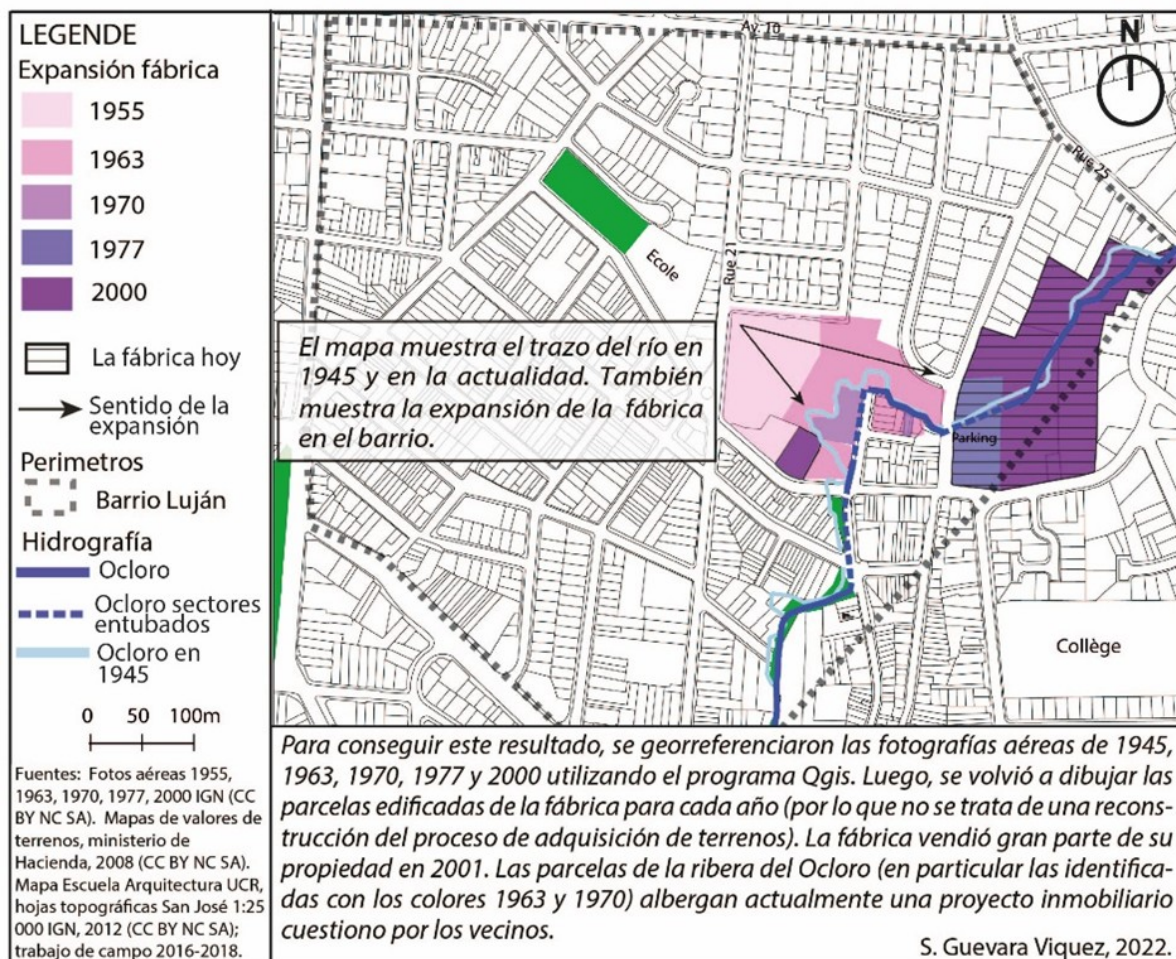 LEGENDE
Expansión fábrica
1955
1963
1970
1977
2000
La fábrica hoy
Sentido de la
expansión
Perimetros
Barrio Luján
Hidrografía
Ocloro
Ocloro sectores
entubados
Ocloro en
1945
0 50 100m
Fuentes: Fotos aéreas 1955,
1963, 1970, 1977, 2000 IGN (CC
BY NC SA). Mapas de valores de
terrenos, ministerio de
Hacienda, 2008 (CC BY NC SA).
Mapa Escuela Arquitectura UCR,
hojas topográficas San José 1:25
000 IGN, 2012 (CC BY NC SA);
trabajo de campo 2016-2018.
Av. 10
N
Rue 25
Ecole
Rue 21
El mapa muestra el trazo del río en
1945 y en la actualidad. También
muestra la expansión de la fábrica
en el barrio.
Parking
Collège
Para conseguir este resultado, se georreferenciaron las fotografías aéreas de 1945,
1963, 1970, 1977 y 2000 utilizando el programa Qgis. Luego, se volvió a dibujar las
parcelas edificadas de la fábrica para cada año (por lo que no se trata de una recons-
trucción del proceso de adquisición de terrenos). La fábrica vendió gran parte de su
propiedad en 2001. Las parcelas de la ribera del Ocloro (en particular las identifica-
das con los colores 1963 y 1970) albergan actualmente una proyecto inmobiliario
cuestiono por los vecinos.
S. Guevara Viquez, 2022.